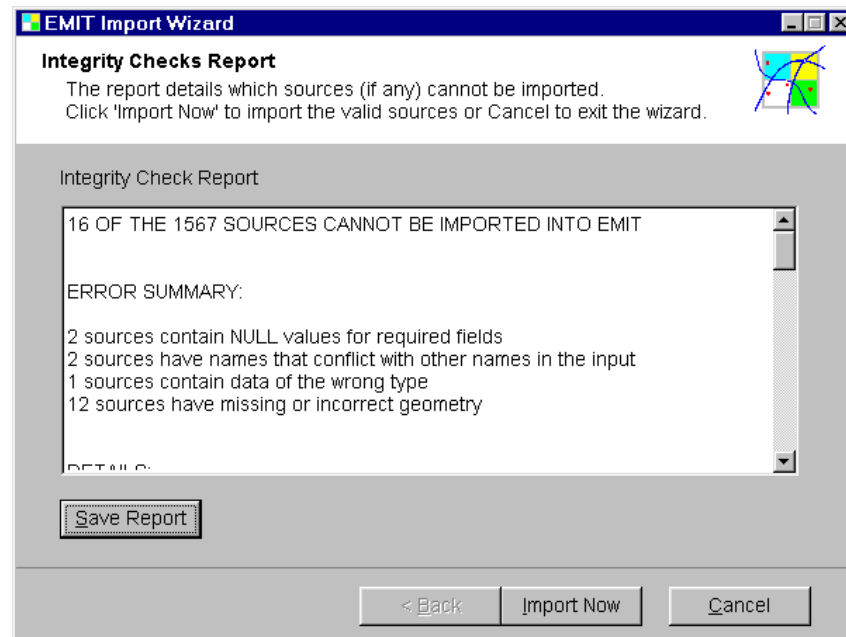 EMIT Import Wizard
Integrity Checks Report
The report details which sources (if any) cannot be imported.
Click 'Import Now' to import the valid sources or Cancel to exit the wizard.
Integrity Check Report
16 OF THE 1567 SOURCES CANNOT BE IMPORTED INTO EMIT
ERROR SUMMARY:
2 sources contain NULL values for required fields
2 sources have names that conflict with other names in the input
1 sources contain data of the wrong type
12 sources have missing or incorrect geometry
DETAILS:
Save Report
< Back
Import Now
Cancel